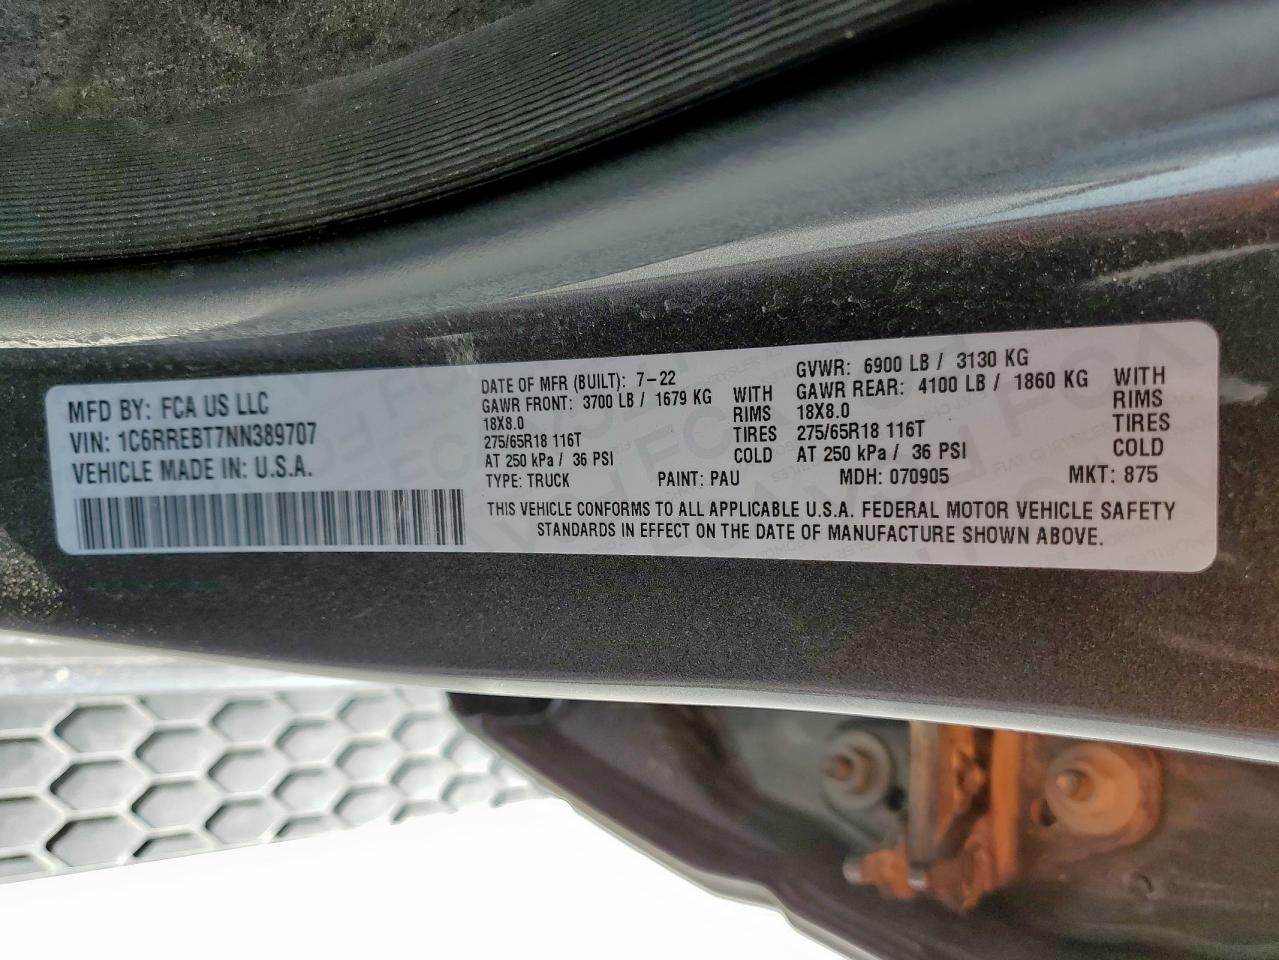 MFD BY: FCA US LLC
VIN: 1C6RREBT7NN389707
VEHICLE MADE IN: U.S.A.
DATE OF MFR (BUILT): 7-22
GAWR FRONT: 3700 LB / 1679 KG WITH
18X8.0 RIMS
275/65R18 116T TIRES
AT 250 kPa / 36 PSI COLD
GVWR: 6900 LB / 3130 KG
GAWR REAR: 4100 LB / 1860 KG WITH
18X8.0 RIMS
275/65R18 116T TIRES
AT 250 kPa / 36 PSI COLD
TYPE: TRUCK PAINT: PAU MDH: 070905 MKT: 875
THIS VEHICLE CONFORMS TO ALL APPLICABLE U.S.A. FEDERAL MOTOR VEHICLE SAFETY
STANDARDS IN EFFECT ON THE DATE OF MANUFACTURE SHOWN ABOVE.